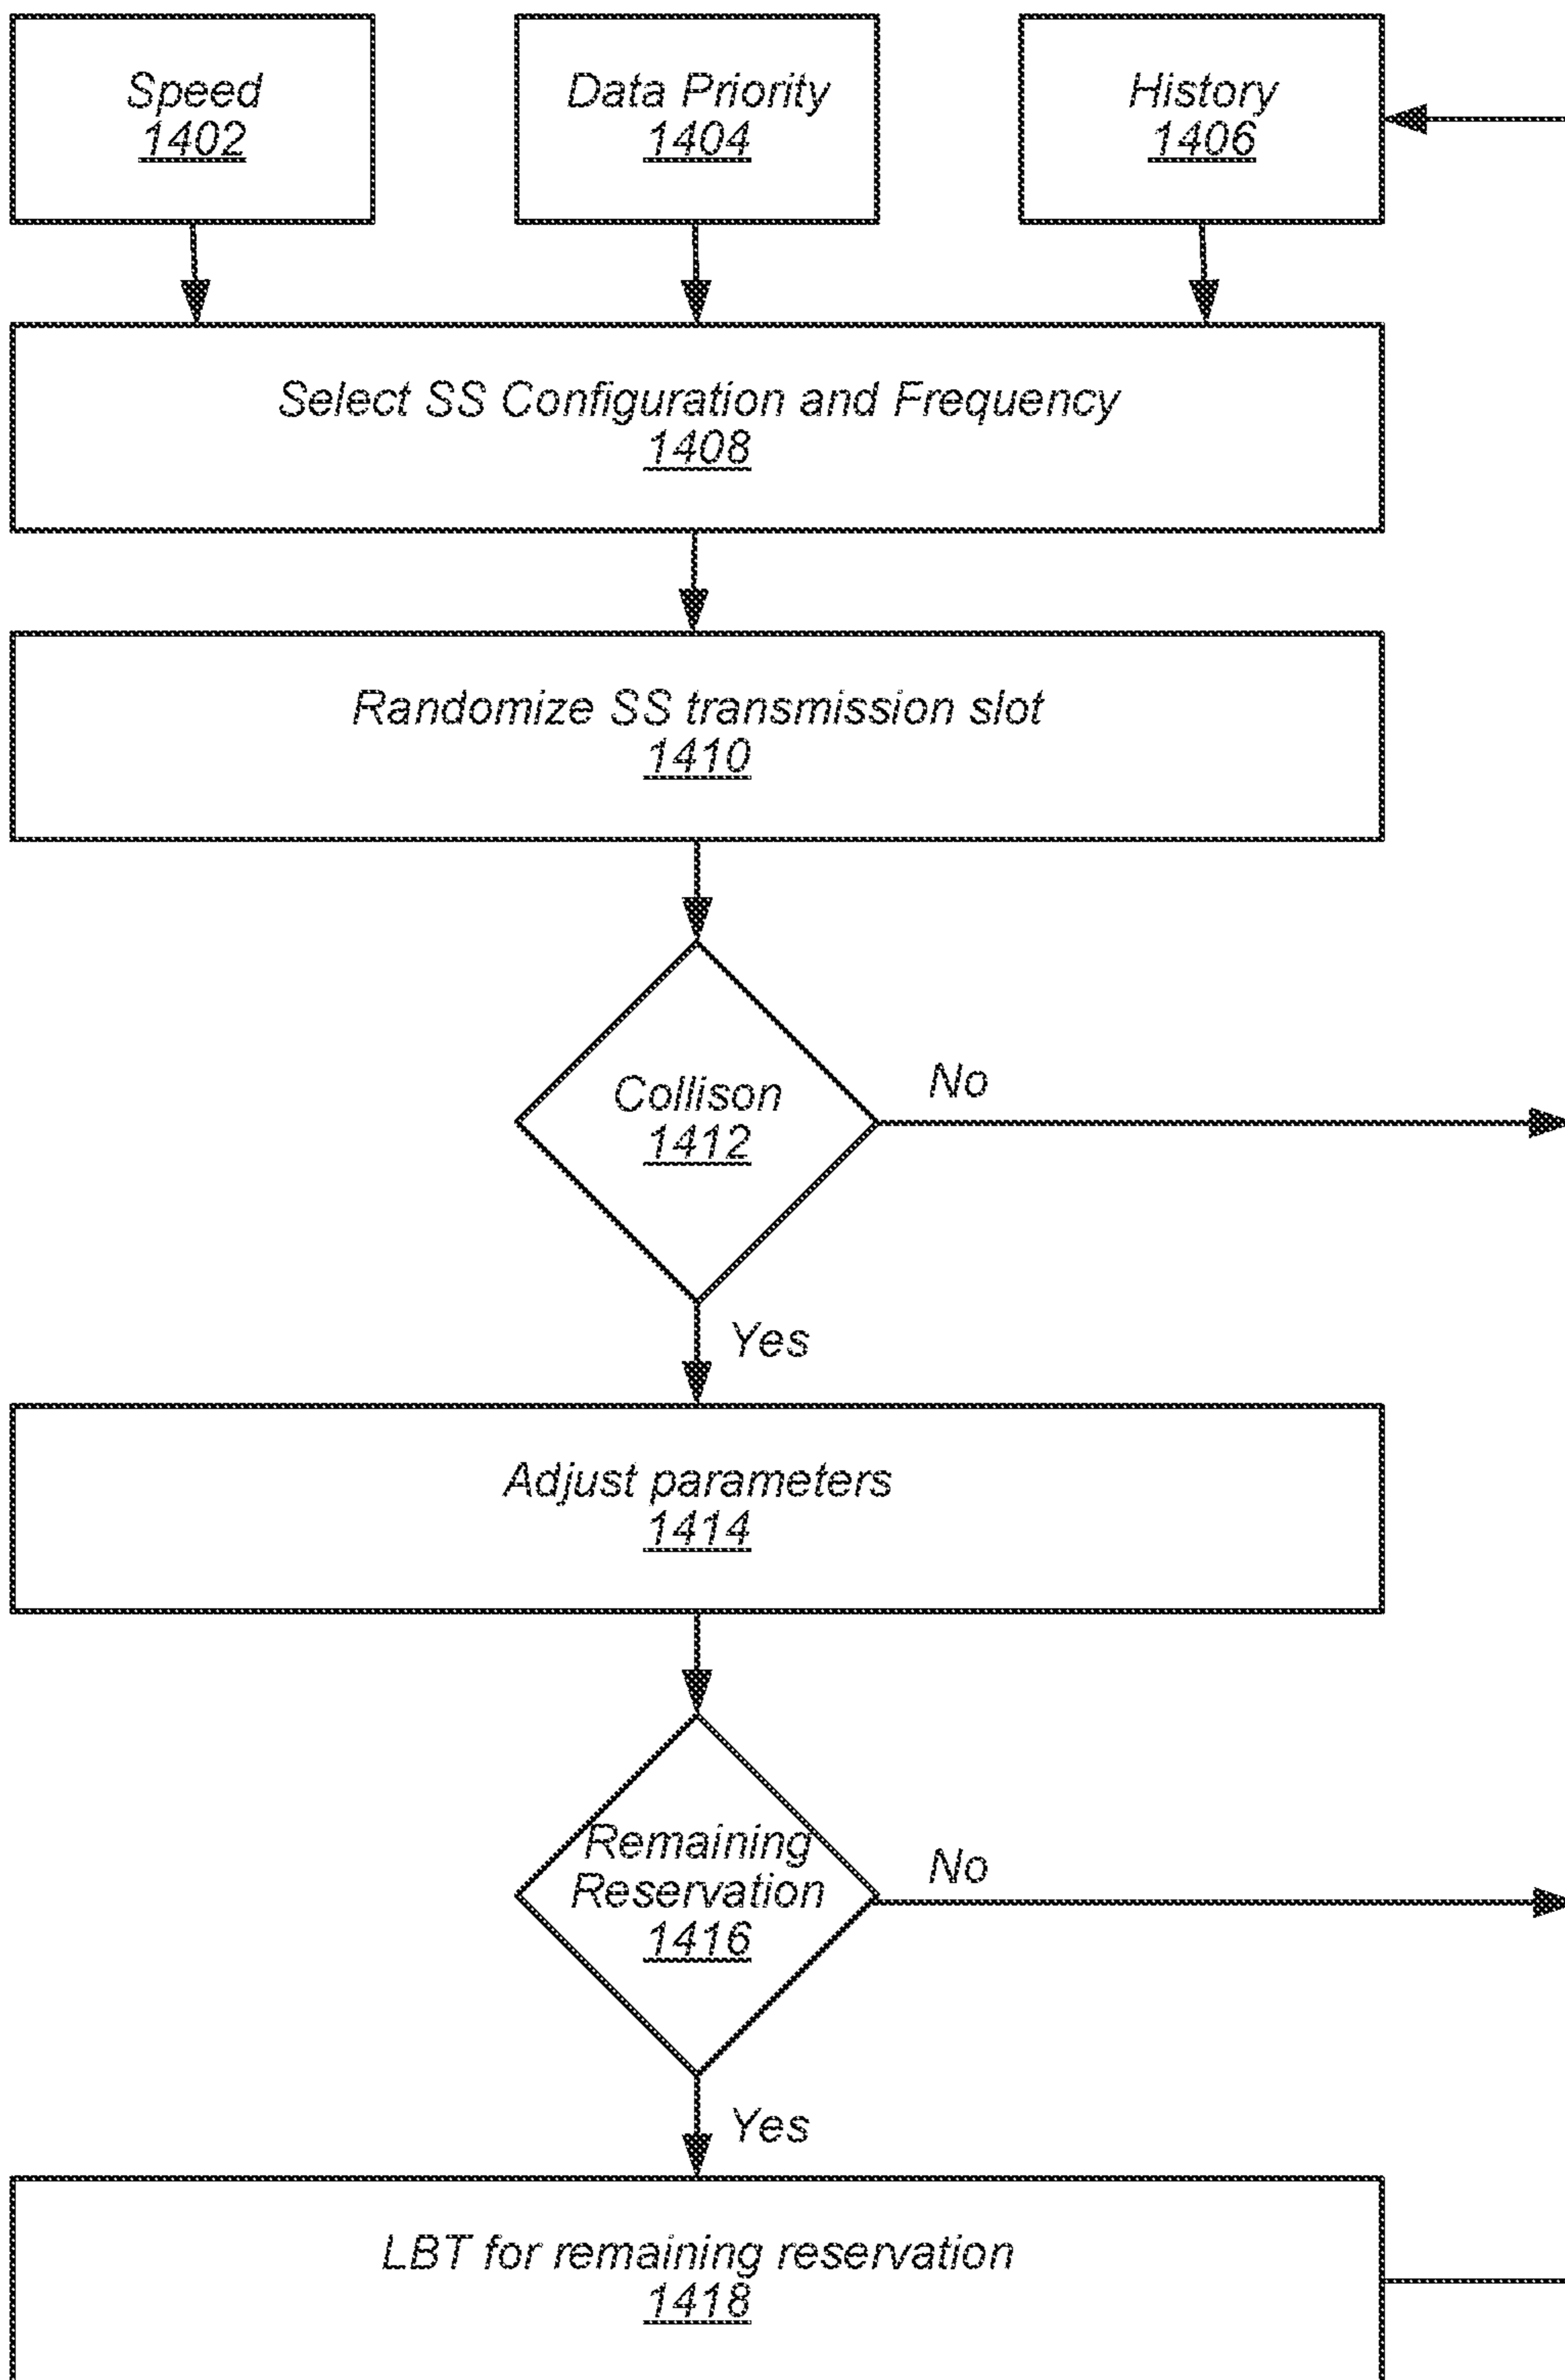 Speed
1402
Data Priority
1404
History
1406
Select SS Configuration and Frequency
1408
Randomize SS transmission slot
1410
Collison
1412
No
Yes
Adjust parameters
1414
Remaining
Reservation
1416
No
Yes
LBT for remaining reservation
1418